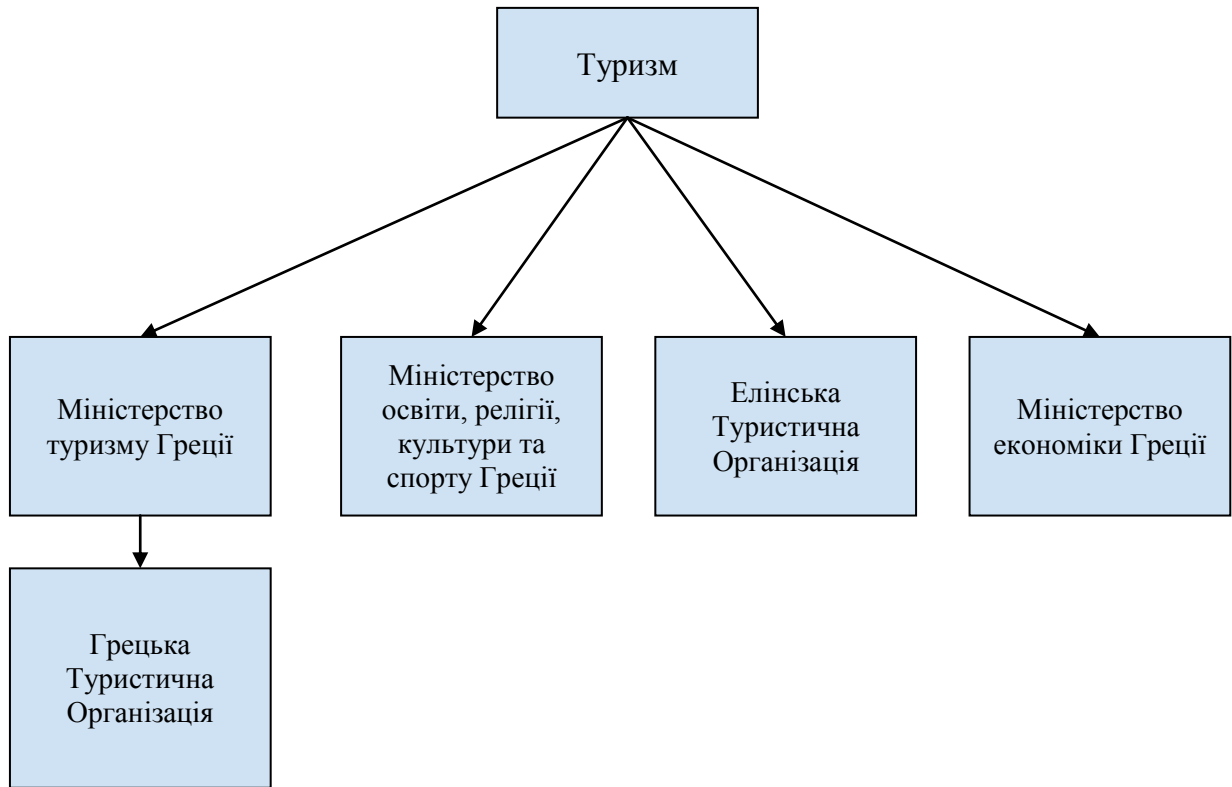 Туризм
Міністерство
туризму Греції
Міністерство
освіти, релігії,
культури та
спорту Греції
Елінська
Туристична
Організація
Міністерство
економіки Греції
Грецька
Туристична
Організація